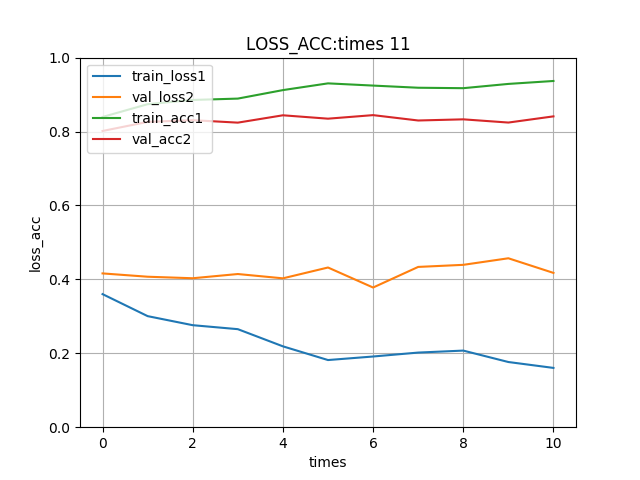 LOSS_ACC:times 11
1.0
0.8
0.6
0.4
0.2
0.0
loss_acc
train_loss1
val_loss2
train_acc1
val_acc2
0 2 4 6 8 10
times